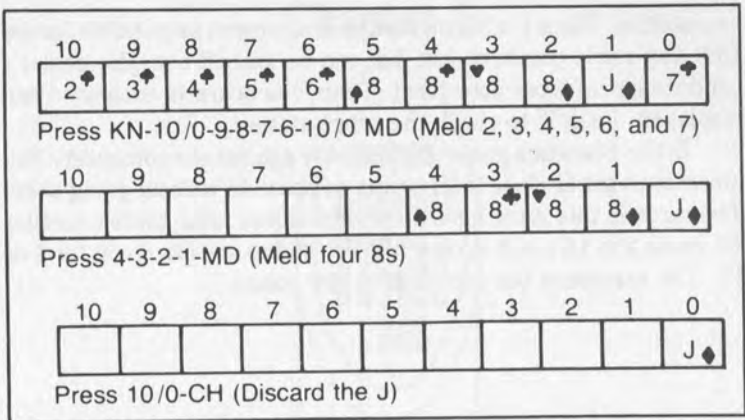 10 9 8 7 6 5 4 3 2 1 0
2♣ 3♣ 4♣ 5♣ 6♣ ♠8 8♣ ♥8 8♦ J♦ 7♣
Press KN-10/0-9-8-7-6-10/0 MD (Meld 2, 3, 4, 5, 6, and 7)
10 9 8 7 6 5 4 3 2 1 0
♠8 8♣ ♥8 8♦ J♦
Press 4-3-2-1-MD (Meld four 8s)
10 9 8 7 6 5 4 3 2 1 0
J♦
Press 10/0-CH (Discard the J)